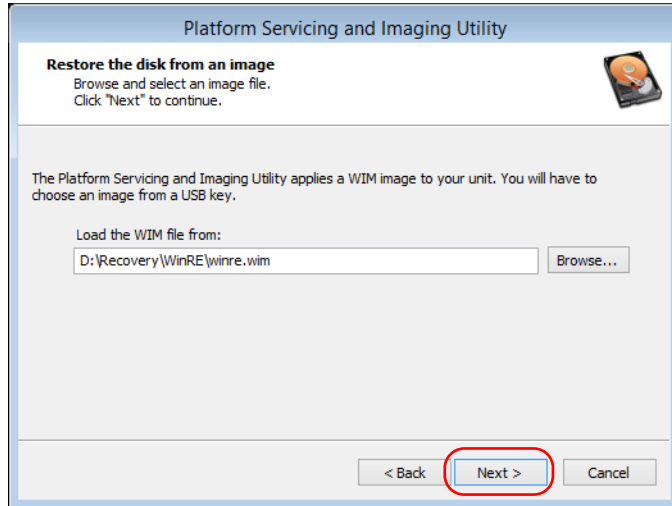 Platform Servicing and Imaging Utility
Restore the disk from an image
Browse and select an image file.
Click "Next" to continue.
The Platform Servicing and Imaging Utility applies a WIM image to your unit. You will have to
choose an image from a USB key.
Load the WIM file from:
D:\Recovery\WinRE\winre.wim
Browse...
< Back
Next >
Cancel